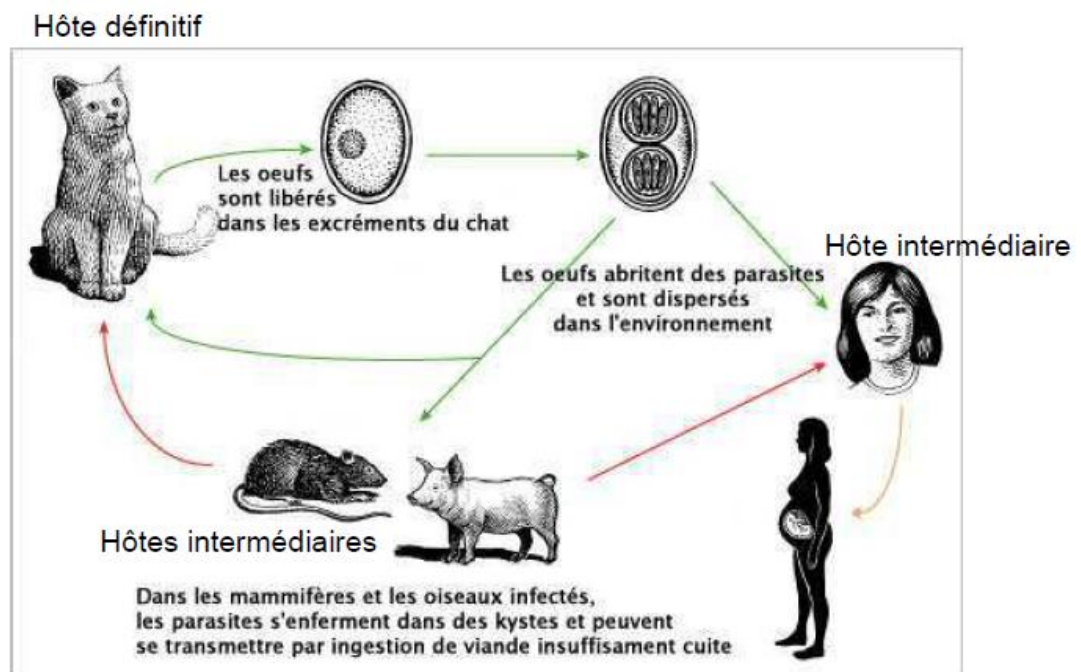 Hôte définitif
Les oeufs
sont libérés
dans les excréments du chat
Hôte intermédiaire
Les oeufs abritent des parasites
et sont dispersés
dans l'environnement
Hôtes intermédiaires
Dans les mammifères et les oiseaux infectés,
les parasites s'enferment dans des kystes et peuvent
se transmettre par ingestion de viande insuffisament cuite